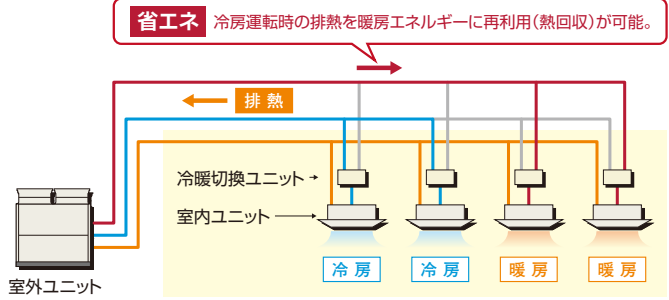 省エネ 冷房運転時の排熱を暖房エネルギーに再利用(熱回収)が可能。
排熱
冷暖切換ユニット
室内ユニット
冷房 冷房 暖房 暖房
室外ユニット